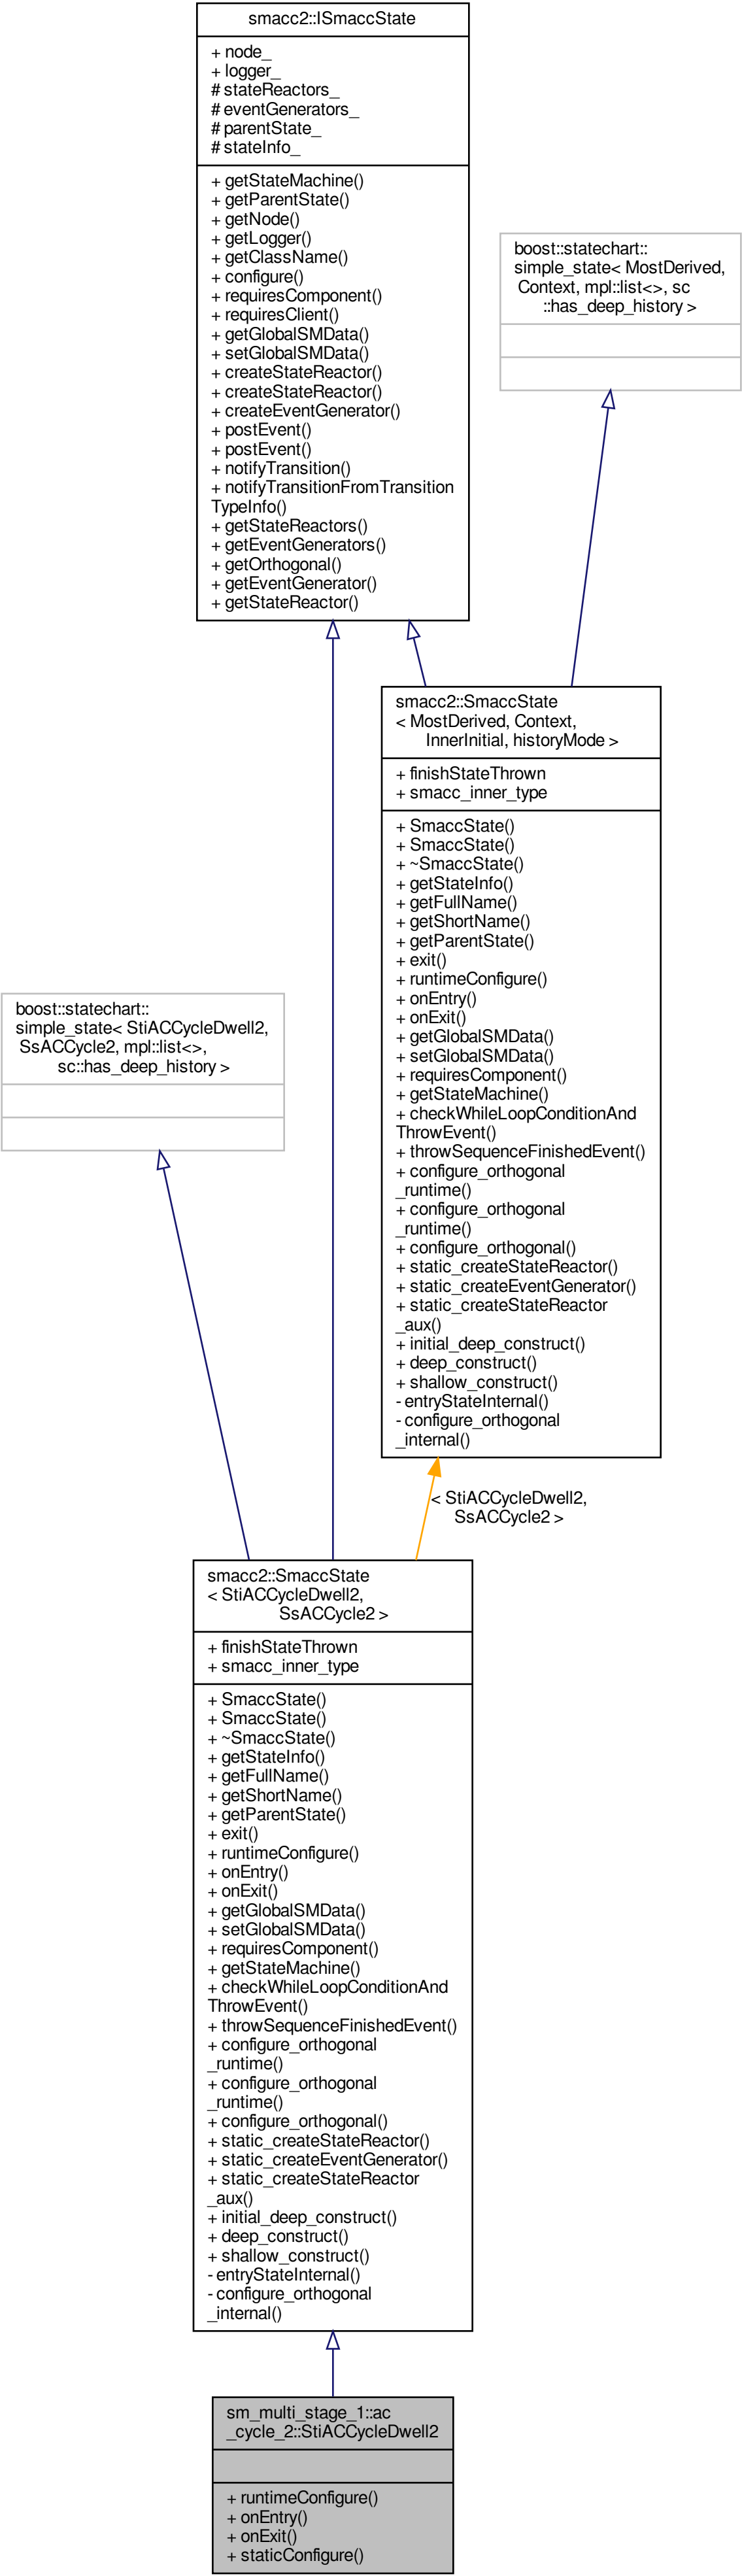 smacc2::ISmaccState
+ node_
+ logger_
# stateReactors_
# eventGenerators_
# parentState_
# stateInfo_
+ getStateMachine()
+ getParentState()
+ getNode()
+ getLogger()
+ getClassName()
+ configure()
+ requiresComponent()
+ requiresClient()
+ getGlobalSMData()
+ setGlobalSMData()
+ createStateReactor()
+ createStateReactor()
+ createEventGenerator()
+ postEvent()
+ postEvent()
+ notifyTransition()
+ notifyTransitionFromTransition
TypeInfo()
+ getStateReactors()
+ getEventGenerators()
+ getOrthogonal()
+ getEventGenerator()
+ getStateReactor()
boost::statechart::
simple_state< MostDerived,
Context, mpl::list<>, sc
::has_deep_history >
smacc2::SmaccState
< MostDerived, Context,
InnerInitial, historyMode >
+ finishStateThrown
+ smacc_inner_type
+ SmaccState()
+ SmaccState()
+ ~SmaccState()
+ getStateInfo()
+ getFullName()
+ getShortName()
+ getParentState()
+ exit()
+ runtimeConfigure()
+ onEntry()
+ onExit()
+ getGlobalSMData()
+ setGlobalSMData()
+ requiresComponent()
+ getStateMachine()
+ checkWhileLoopConditionAnd
ThrowEvent()
+ throwSequenceFinishedEvent()
+ configure_orthogonal
_runtime()
+ configure_orthogonal
_runtime()
+ configure_orthogonal()
+ static_createStateReactor()
+ static_createEventGenerator()
+ static_createStateReactor
_aux()
+ initial_deep_construct()
+ deep_construct()
+ shallow_construct()
- entryStateInternal()
- configure_orthogonal
_internal()
boost::statechart::
simple_state< StiACCycleDwell2,
SsACCycle2, mpl::list<>,
sc::has_deep_history >
< StiACCycleDwell2,
SsACCycle2 >
smacc2::SmaccState
< StiACCycleDwell2,
SsACCycle2 >
+ finishStateThrown
+ smacc_inner_type
+ SmaccState()
+ SmaccState()
+ ~SmaccState()
+ getStateInfo()
+ getFullName()
+ getShortName()
+ getParentState()
+ exit()
+ runtimeConfigure()
+ onEntry()
+ onExit()
+ getGlobalSMData()
+ setGlobalSMData()
+ requiresComponent()
+ getStateMachine()
+ checkWhileLoopConditionAnd
ThrowEvent()
+ throwSequenceFinishedEvent()
+ configure_orthogonal
_runtime()
+ configure_orthogonal
_runtime()
+ configure_orthogonal()
+ static_createStateReactor()
+ static_createEventGenerator()
+ static_createStateReactor
_aux()
+ initial_deep_construct()
+ deep_construct()
+ shallow_construct()
- entryStateInternal()
- configure_orthogonal
_internal()
sm_multi_stage_1::ac
_cycle_2::StiACCycleDwell2
+ runtimeConfigure()
+ onEntry()
+ onExit()
+ staticConfigure()